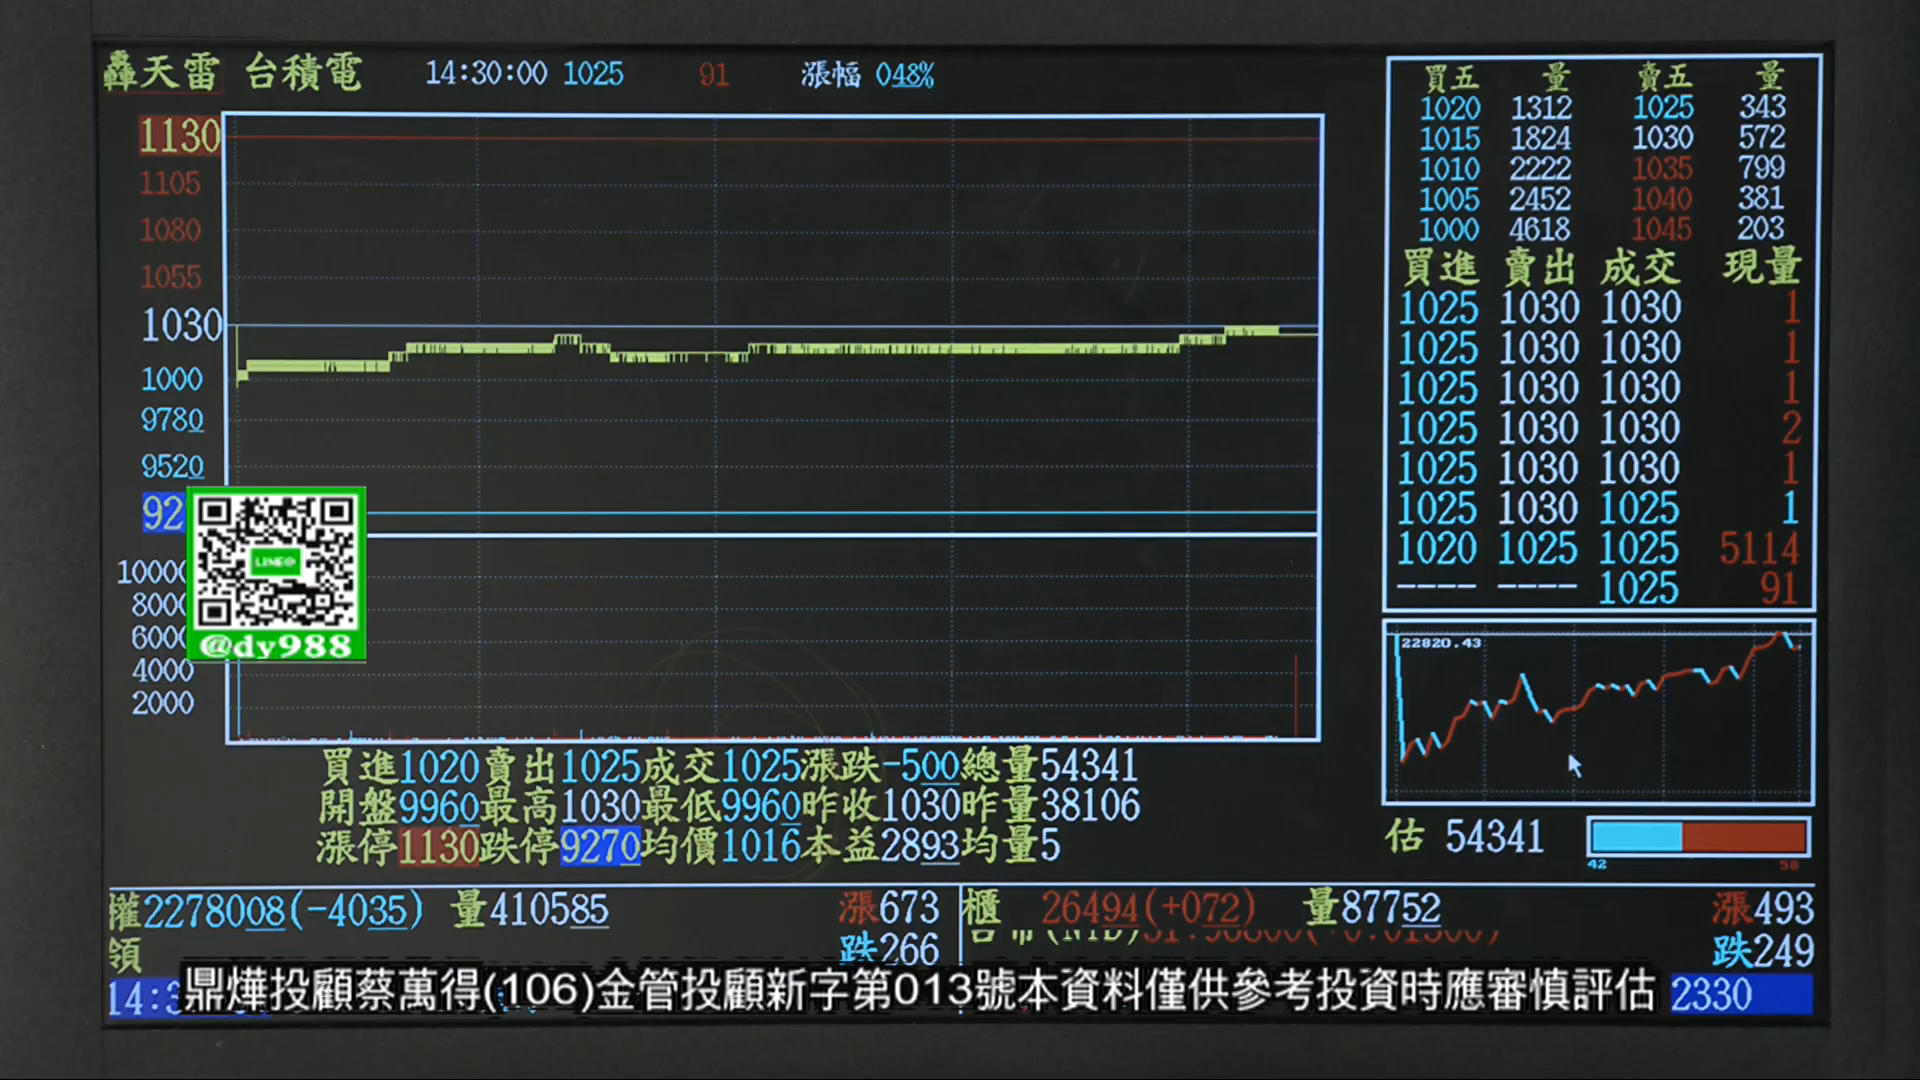 轟天雷 台積電 14:30:00 1025 91 漲幅 048%
1130
1105
1080
1055
1030
1000
9780
9520
92
10000
8000
6000
4000
2000
LINE@
@dy988
買五 量 賣五 量
1020 1312 1025 343
1015 1824 1030 572
1010 2222 1035 799
1005 2452 1040 381
1000 4618 1045 203
買進 賣出 成交 現量
1025 1030 1030 1
1025 1030 1030 1
1025 1030 1030 1
1025 1030 1030 2
1025 1030 1030 1
1025 1030 1025 1
1020 1025 1025 5114
---- ---- 1025 91
22820.43
估 54341
42 58
買進1020賣出1025成交1025漲跌-500總量54341
開盤9960最高1030最低9960昨收1030昨量38106
漲停1130跌停9270均價1016本益2893均量5
權2278008(-4035) 量410585 漲673
領 跌266
櫃 26494(+072) 量87752 漲493
跌249
14:3
鼎燁投顧蔡萬得(106)金管投顧新字第013號本資料僅供參考投資時應審慎評估
2330